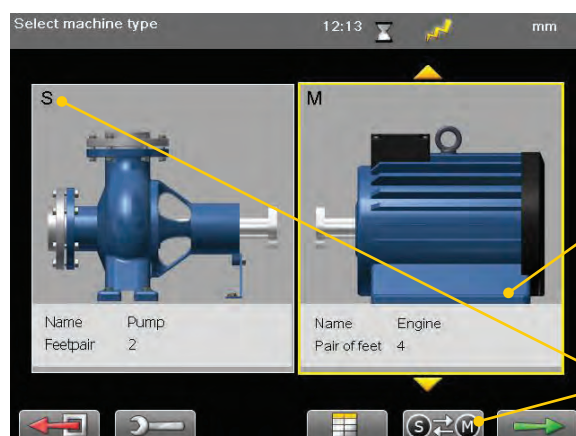 Select machine type 12:13 mm
S M
Name Pump
Feetpair 2
Name Engine
Pair of feet 4
S M